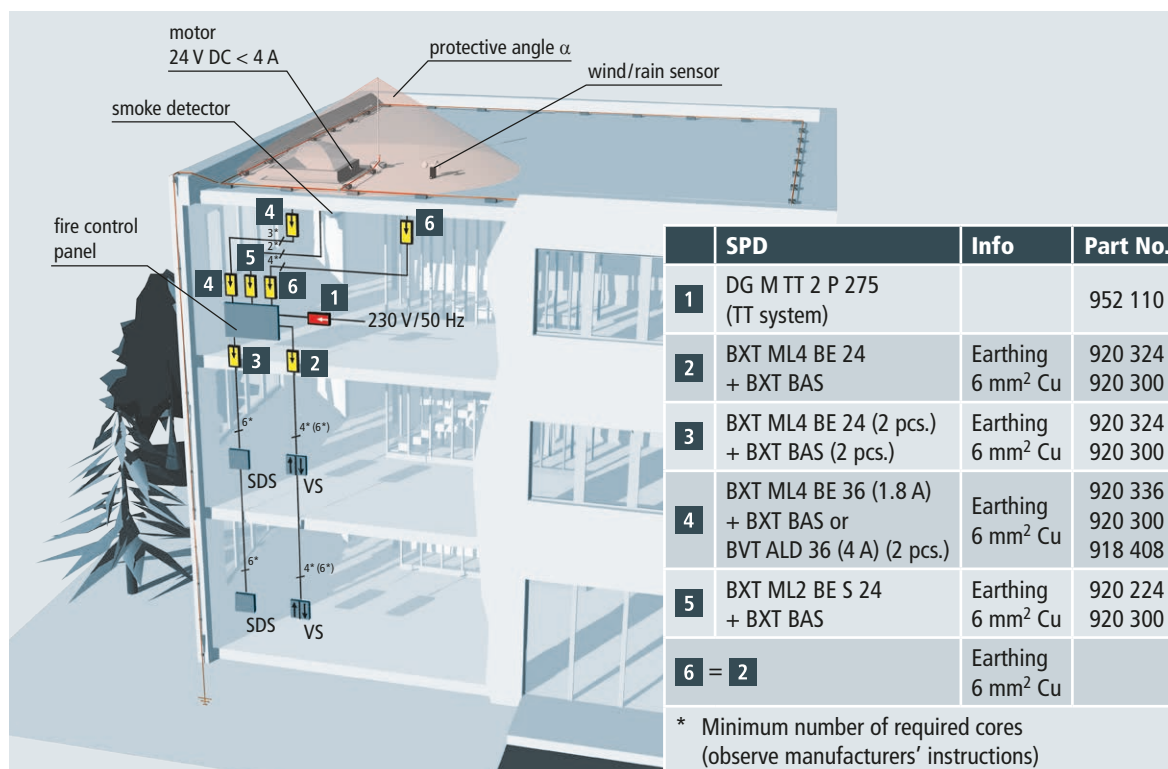 motor
24 V DC < 4 A
protective angle α
wind/rain sensor
smoke detector
fire control
panel
4
3*
2*
4*
6
5
4
6
1
230 V/50 Hz
3
2
6*
4* (6*)
SDS
VS
6*
4* (6*)
SDS
VS
SPD Info Part No.
1 DG M TT 2 P 275
(TT system)
952 110
2 BXT ML4 BE 24
+ BXT BAS
Earthing
6 mm² Cu
920 324
920 300
3 BXT ML4 BE 24 (2 pcs.)
+ BXT BAS (2 pcs.)
Earthing
6 mm² Cu
920 324
920 300
4 BXT ML4 BE 36 (1.8 A)
+ BXT BAS or
BVT ALD 36 (4 A) (2 pcs.)
Earthing
6 mm² Cu
920 336
920 300
918 408
5 BXT ML2 BE S 24
+ BXT BAS
Earthing
6 mm² Cu
920 224
920 300
6 = 2
Earthing
6 mm² Cu
* Minimum number of required cores
(observe manufacturers’ instructions)